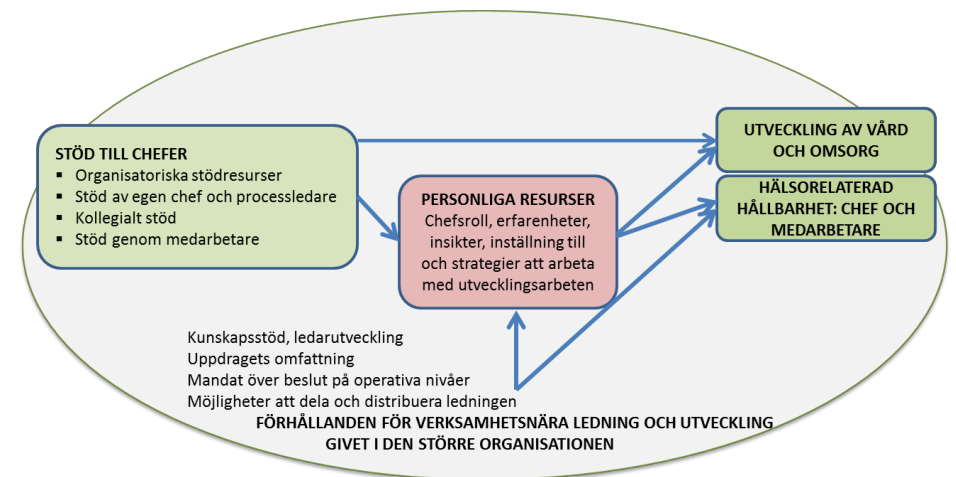 STÖD TILL CHEFER
▪ Organisatoriska stödresurser
▪ Stöd av egen chef och processledare
▪ Kollegialt stöd
▪ Stöd genom medarbetare
PERSONLIGA RESURSER
Chefsroll, erfarenheter,
insikter, inställning till
och strategier att arbeta
med utvecklingsarbeten
UTVECKLING AV VÅRD
OCH OMSORG
HÄLSORELATERAD
HÅLLBARHET: CHEF OCH
MEDARBETARE
Kunskapsstöd, ledarutveckling
Uppdragets omfattning
Mandat över beslut på operativa nivåer
Möjligheter att dela och distribuera ledningen
FÖRHÅLLANDEN FÖR VERKSAMHETSNÄRA LEDNING OCH UTVECKLING
GIVET I DEN STÖRRE ORGANISATIONEN